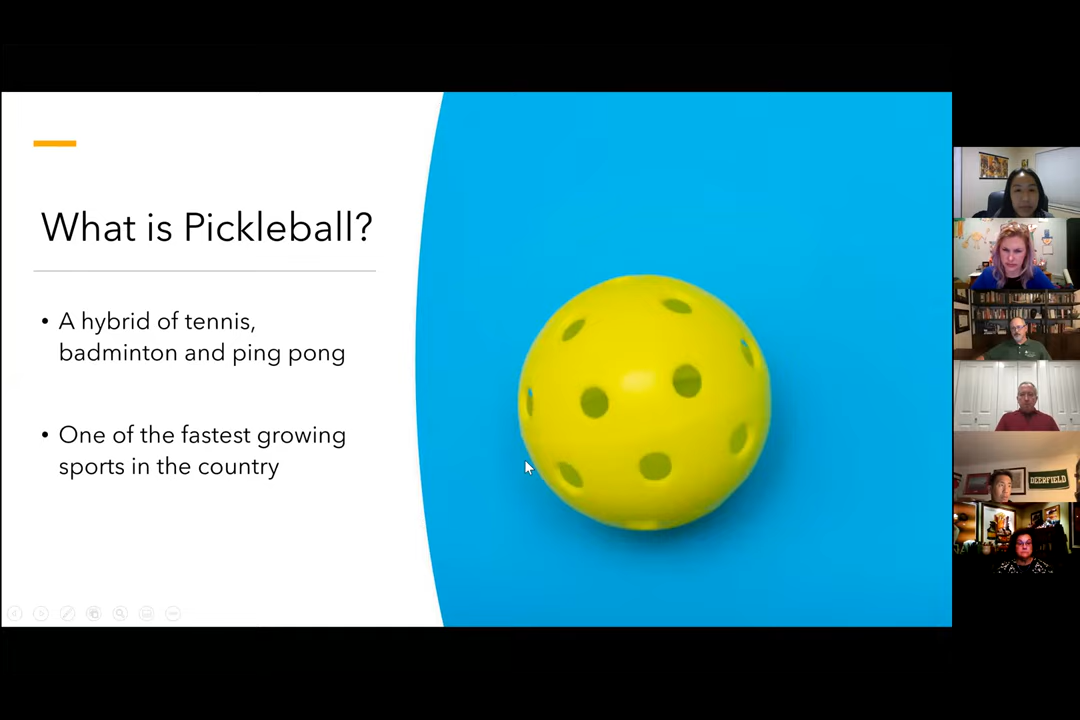 What is Pickleball?
• A hybrid of tennis,
badminton and ping pong
• One of the fastest growing
sports in the country
DEERFIELD